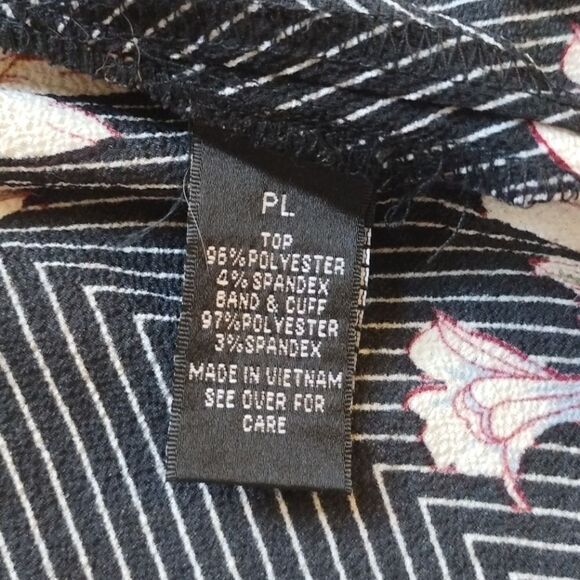 PL
TOP
96%POLYESTER
4%SPANDEX
BAND & CUFF
97%POLYESTER
3%SPANDEX
MADE IN VIETNAM
SEE OVER FOR
CARE